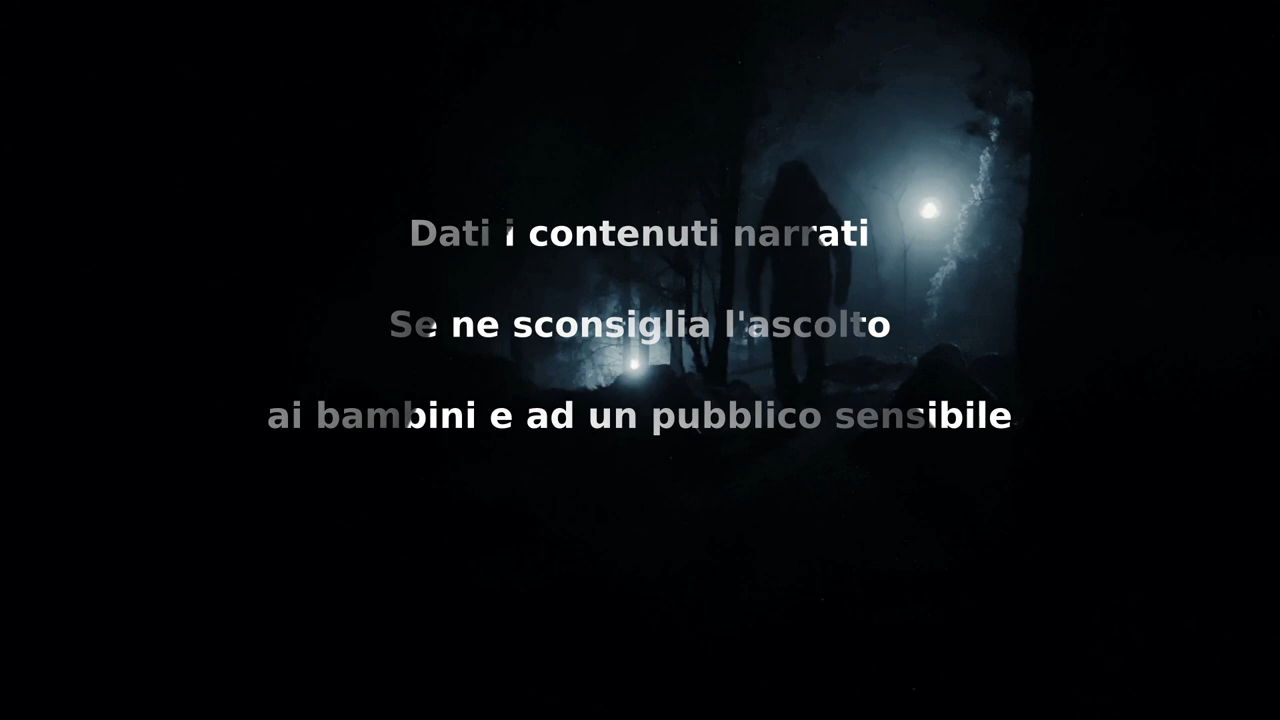 Dati i contenuti narrati
Se ne sconsiglia l'ascolto
ai bambini e ad un pubblico sensibile